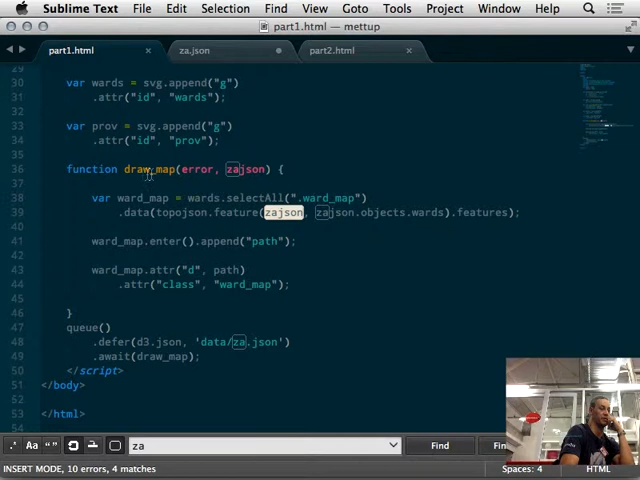 Sublime Text File Edit Selection Find View Goto Tools Project Window Help
part1.html — mettup
part1.html × za.json part2.html ×
29
30 var wards = svg.append("g")
31 .attr("id", "wards");
32
33 var prov = svg.append("g")
34 .attr("id", "prov");
35
36 function draw_map(error, zajson) {
37
38 var ward_map = wards.selectAll(".ward_map")
39 .data(topojson.feature(zajson, zajson.objects.wards).features);
40
41 ward_map.enter().append("path");
42
43 ward_map.attr("d", path)
44 .attr("class", "ward_map");
45
46 }
47 queue()
48 .defer(d3.json, 'data/za.json')
49 .await(draw_map);
50 </script>
51 </body>
52
53 </html>
54
.* Aa “ ” za Find
INSERT MODE, 10 errors, 4 matches Spaces: 4 HTML